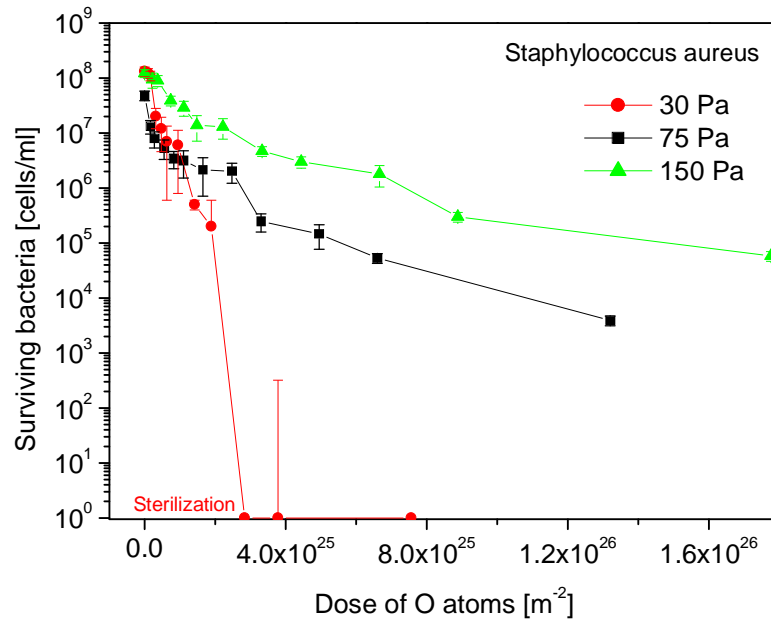 10^9
Staphylococcus aureus
10^8
30 Pa
10^7
75 Pa
150 Pa
10^6
10^5
10^4
10^3
10^2
10^1
Sterilization
10^0
Surviving bacteria [cells/ml]
0.0 4.0x10^25 8.0x10^25 1.2x10^26 1.6x10^26
Dose of O atoms [m^-2]